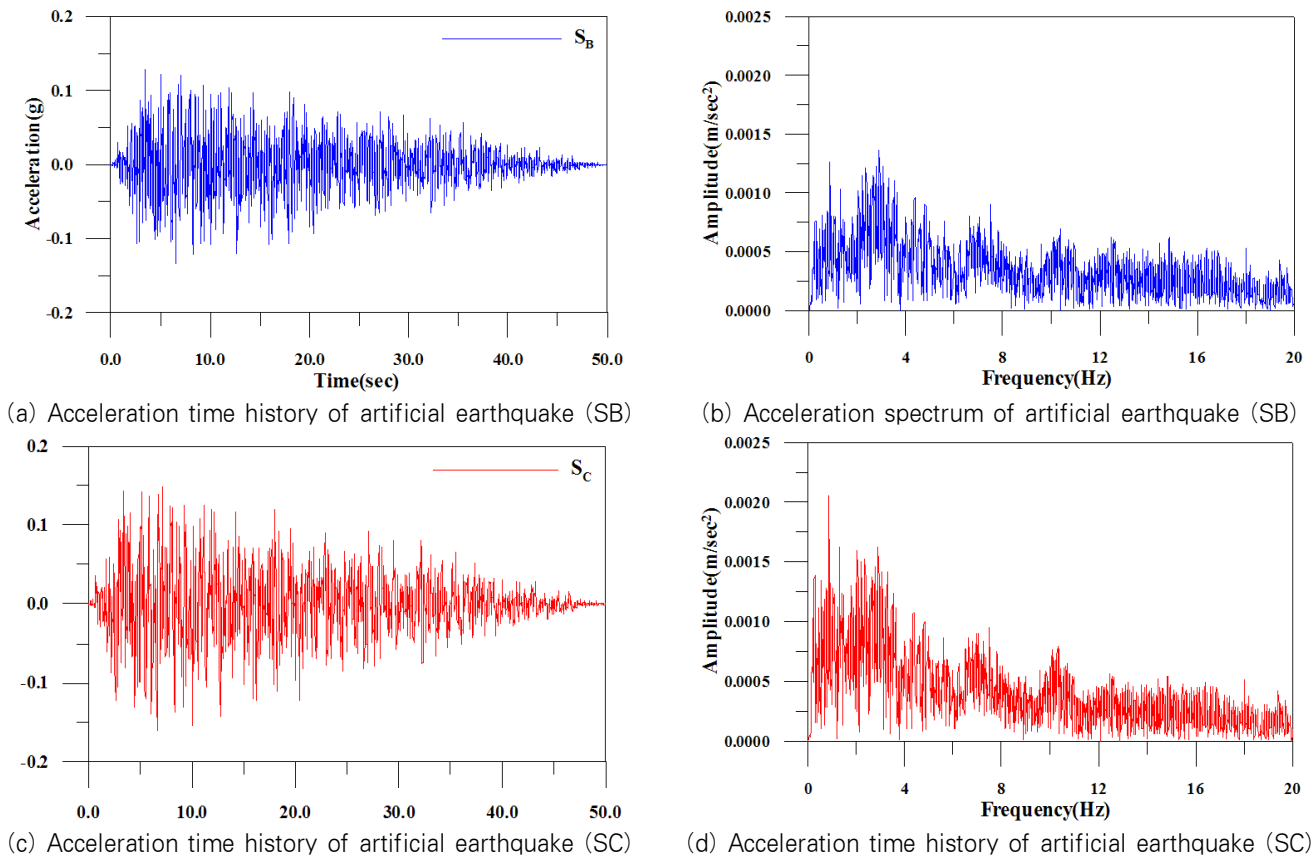 0.2
0.1
0.0
-0.1
-0.2
Acceleration(g)
S_B
0.0 10.0 20.0 30.0 40.0 50.0
Time(sec)
(a) Acceleration time history of artificial earthquake (SB)
0.0025
0.0020
0.0015
0.0010
0.0005
0.0000
Amplitude(m/sec²)
0 4 8 12 16 20
Frequency(Hz)
(b) Acceleration spectrum of artificial earthquake (SB)
0.2
0.1
0.0
-0.1
-0.2
S_C
0.0 10.0 20.0 30.0 40.0 50.0
(c) Acceleration time history of artificial earthquake (SC)
0.0025
0.0020
0.0015
0.0010
0.0005
0.0000
Amplitude(m/sec²)
0 4 8 12 16 20
Frequency(Hz)
(d) Acceleration time history of artificial earthquake (SC)